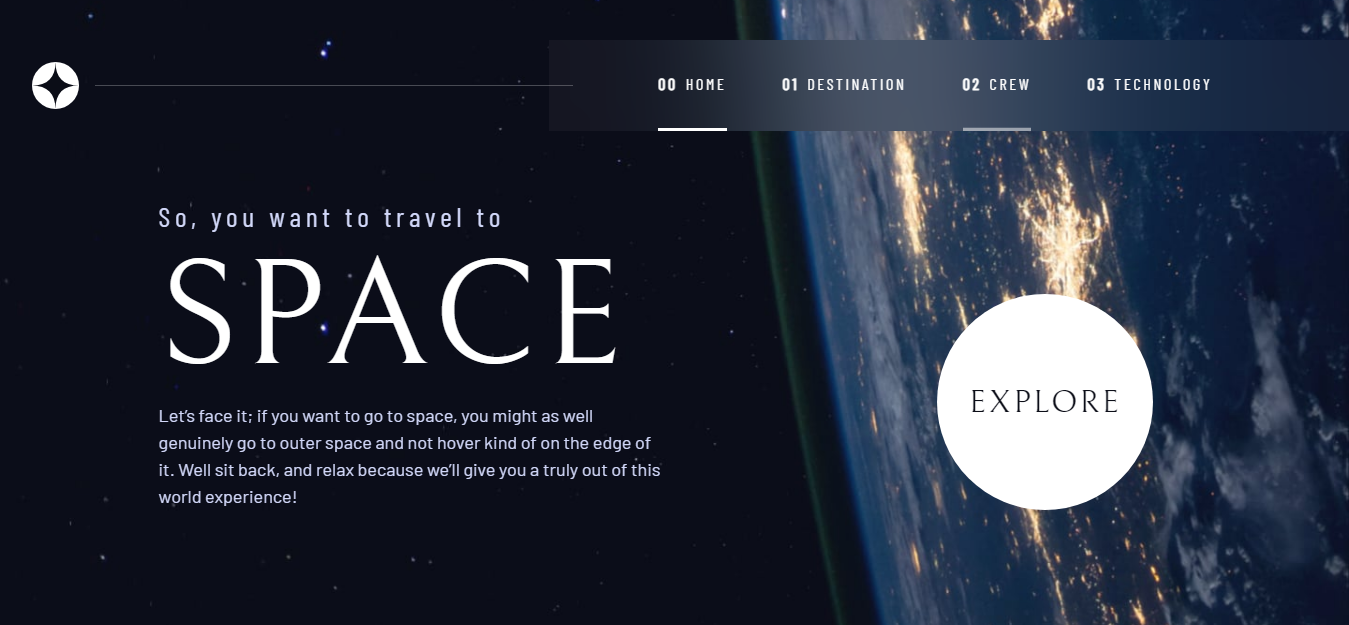 00 HOME 01 DESTINATION 02 CREW 03 TECHNOLOGY
So, you want to travel to
SPACE
Let’s face it; if you want to go to space, you might as well
genuinely go to outer space and not hover kind of on the edge of
it. Well sit back, and relax because we’ll give you a truly out of this
world experience!
EXPLORE